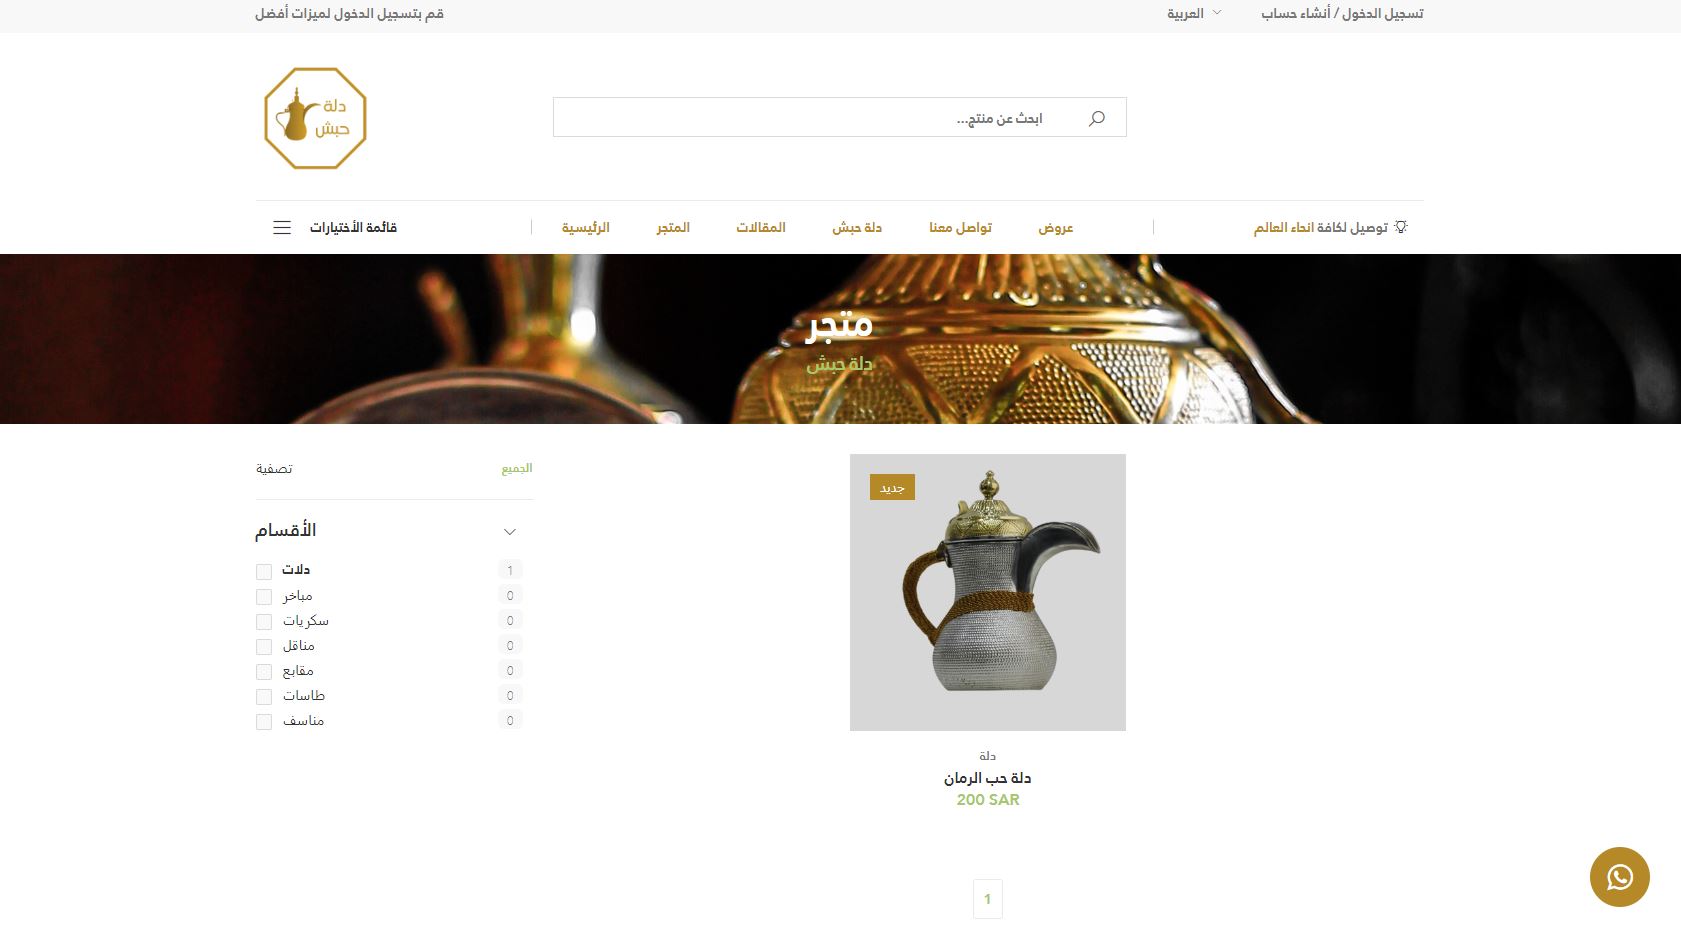 تسجيل الدخول / أنشاء حساب
العربية
قم بتسجيل الدخول لميزات أفضل
دلة
حبش
ابحث عن منتج...
توصيل لكافة انحاء العالم
عروض
تواصل معنا
دلة حبش
المقالات
المتجر
الرئيسية
قائمة الأختيارات
متجر
دلة حبش
تصفية
الجميع
الأقسام
دلات 1
مباخر 0
سكريات 0
مناقل 0
مقابع 0
طاسات 0
مناسف 0
جديد
دلة
دلة حب الرمان
200 SAR
1